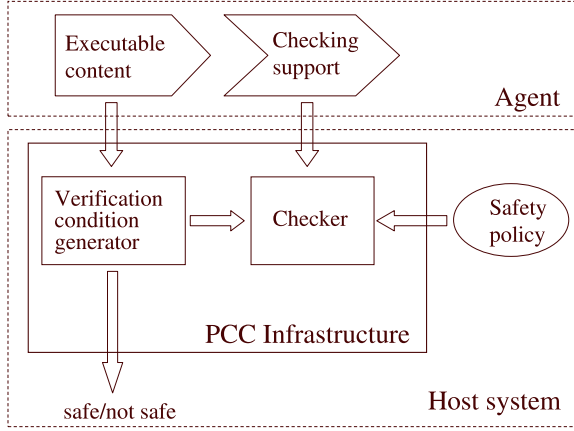 Executable
content
Checking
support
Agent
Verification
condition
generator
Checker
Safety
policy
PCC Infrastructure
Host system
safe/not safe